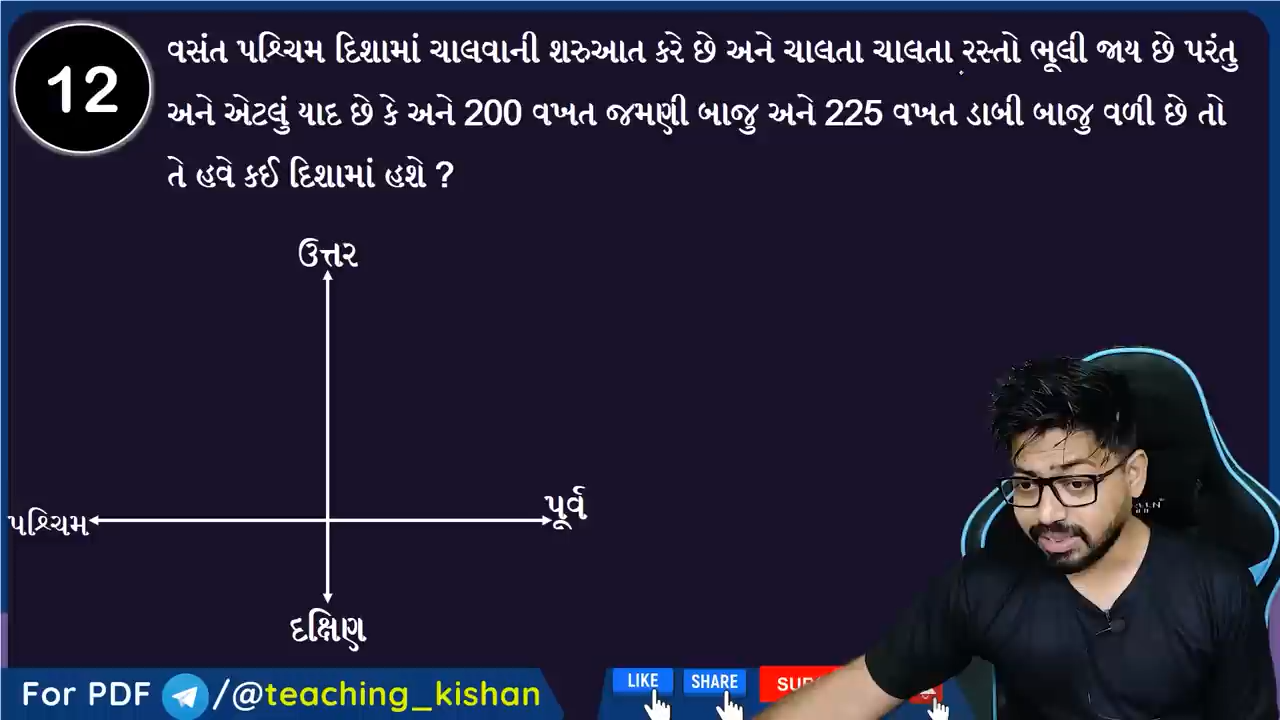 12
વસંત પશ્ચિમ દિશામાં ચાલવાની શરુઆત કરે છે અને ચાલતા ચાલતા રસ્તો ભૂલી જાય છે પરંતુ
અને એટલું યાદ છે કે અને 200 વખત જમણી બાજુ અને 225 વખત ડાબી બાજુ વળી છે તો
તે હવે કઈ દિશામાં હશે ?
ઉત્તર
પશ્ચિમ
પૂર્વ
દક્ષિણ
For PDF /@teaching_kishan
LIKE SHARE